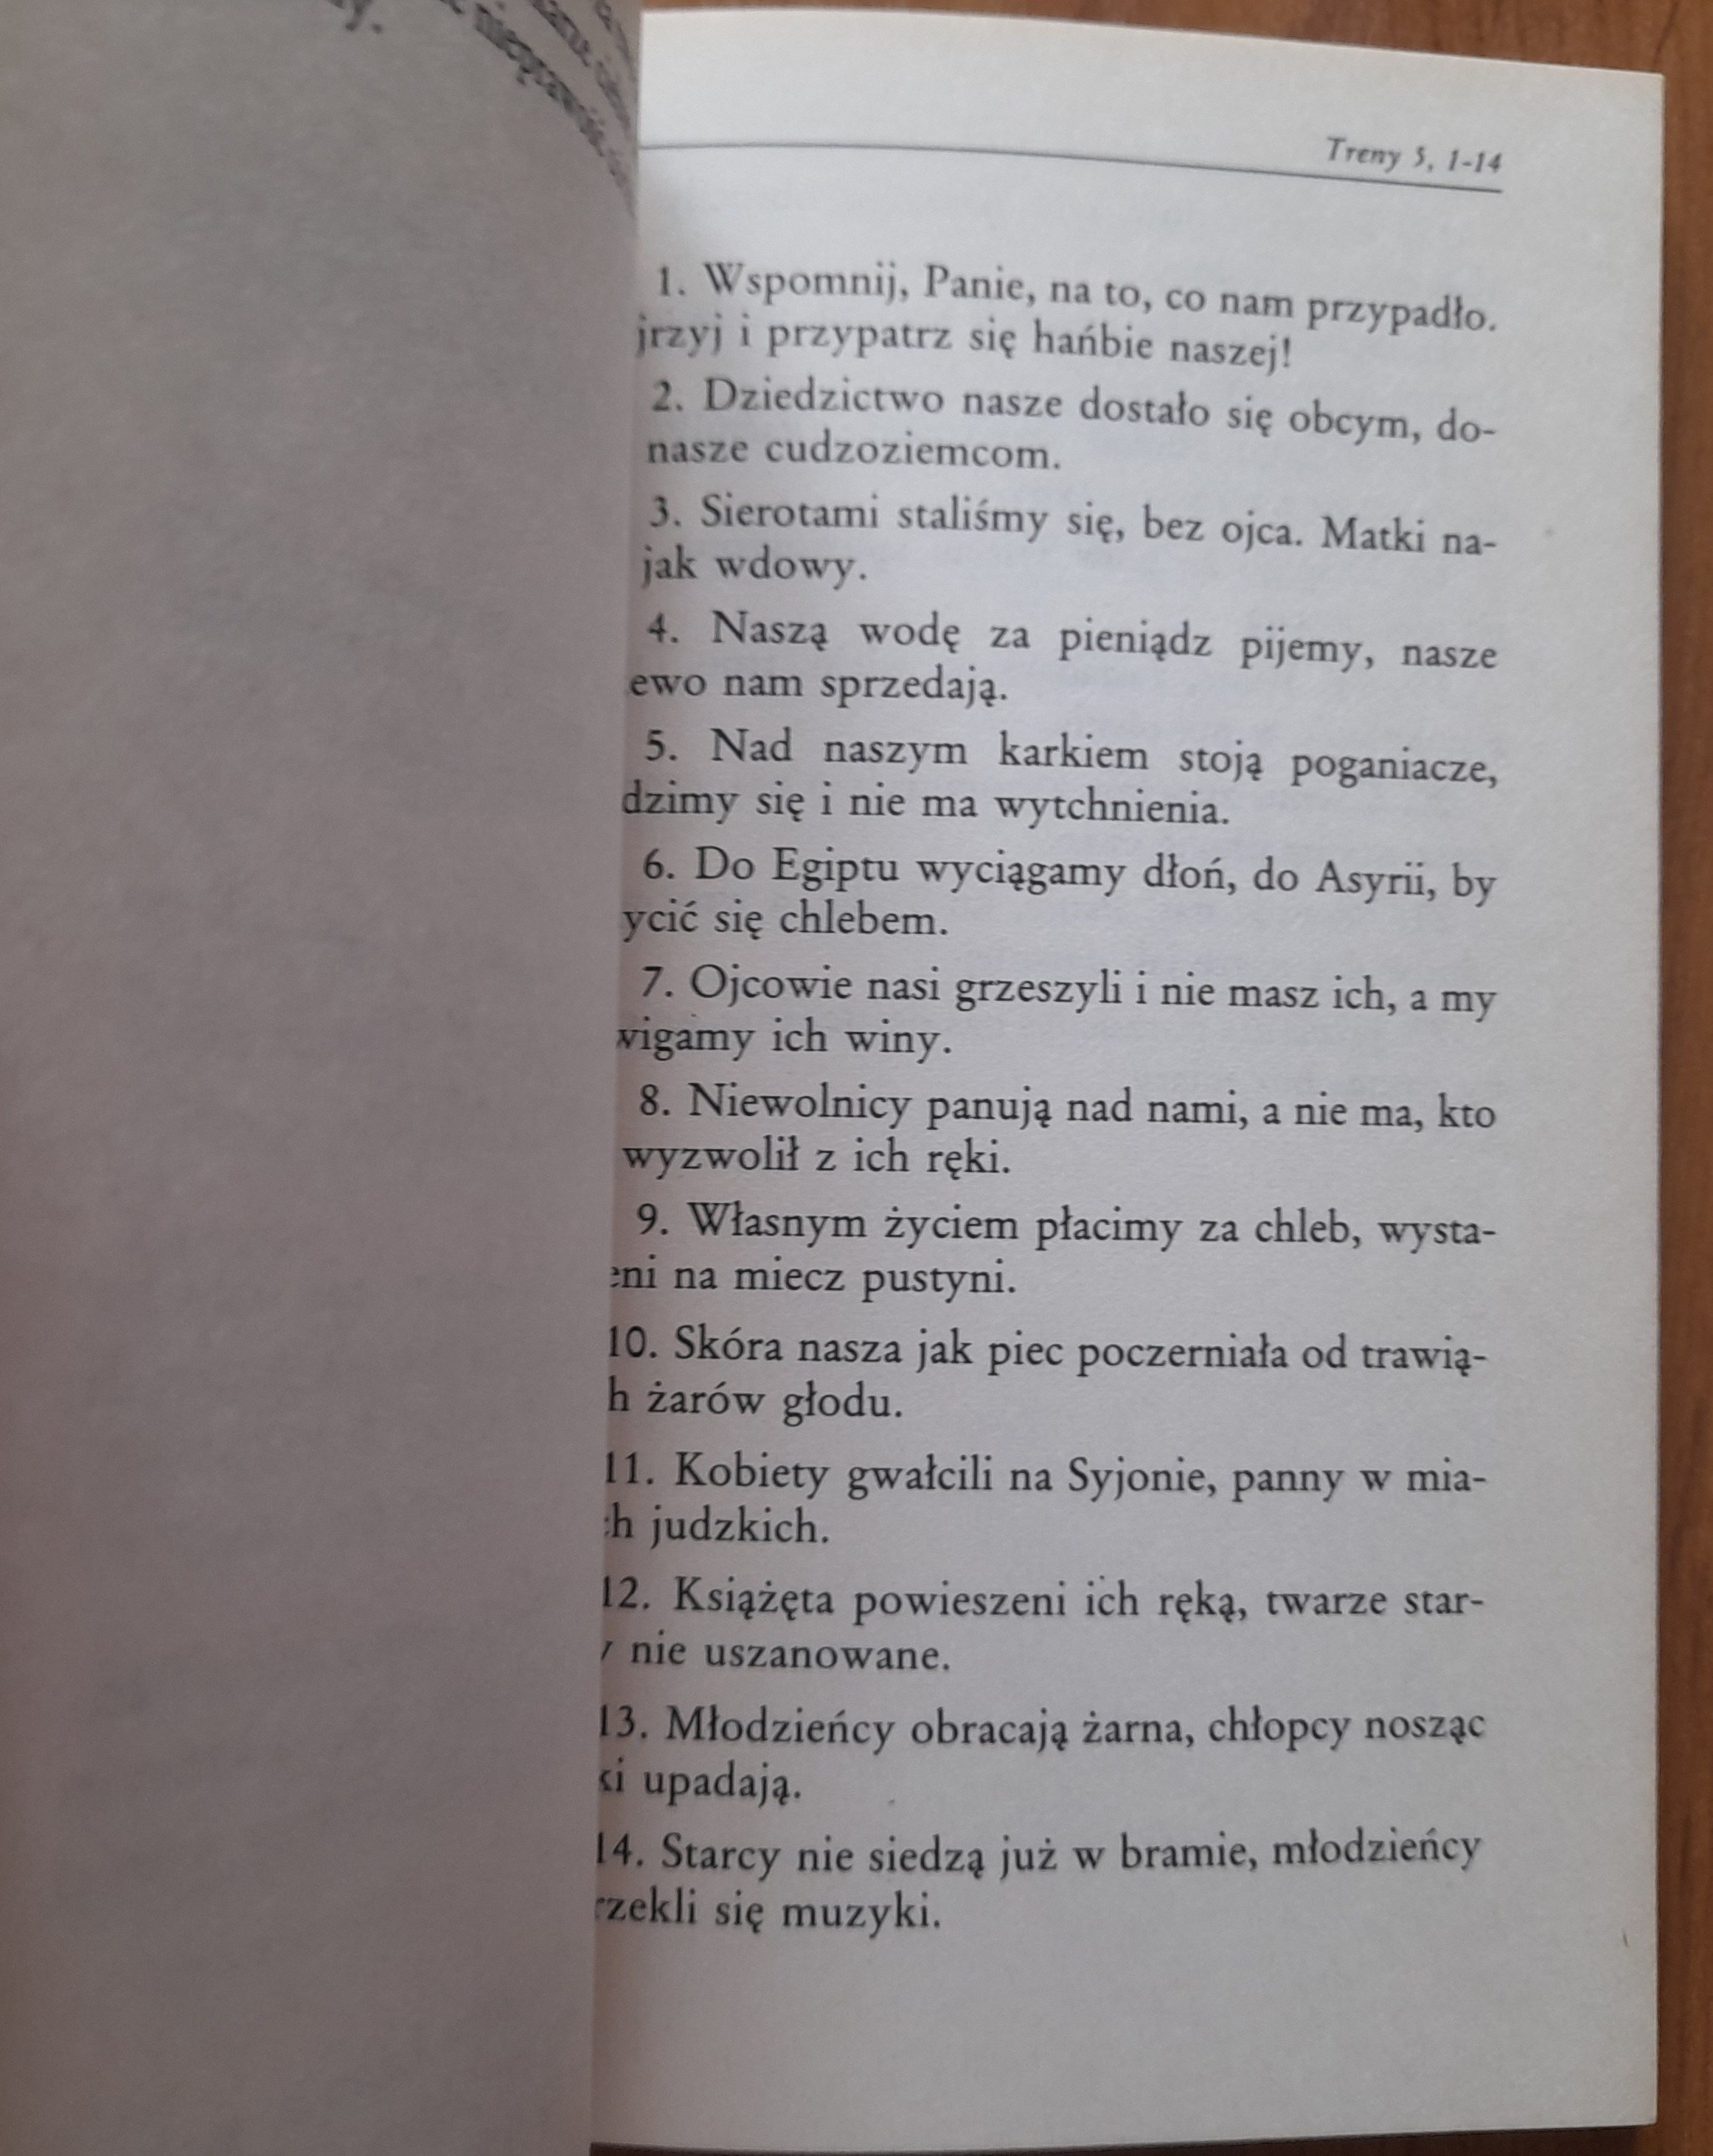 Treny 5, 1-14
1. Wspomnij, Panie, na to, co nam przypadło.
jrzyj i przypatrz się hańbie naszej!
2. Dziedzictwo nasze dostało się obcym, do-
nasze cudzoziemcom.
3. Sierotami staliśmy się, bez ojca. Matki na-
jak wdowy.
4. Naszą wodę za pieniądz pijemy, nasze
ewo nam sprzedają.
5. Nad naszym karkiem stoją poganiacze,
dzimy się i nie ma wytchnienia.
6. Do Egiptu wyciągamy dłoń, do Asyrii, by
ycić się chlebem.
7. Ojcowie nasi grzeszyli i nie masz ich, a my
wigamy ich winy.
8. Niewolnicy panują nad nami, a nie ma, kto
wyzwolił z ich ręki.
9. Własnym życiem płacimy za chleb, wysta-
eni na miecz pustyni.
10. Skóra nasza jak piec poczerniała od trawią-
h żarów głodu.
11. Kobiety gwałcili na Syjonie, panny w mia-
h judzkich.
12. Książęta powieszeni ich ręką, twarze star-
nie uszanowane.
13. Młodzieńcy obracają żarna, chłopcy nosząc
ki upadają.
14. Starcy nie siedzą już w bramie, młodzieńcy
rzekli się muzyki.